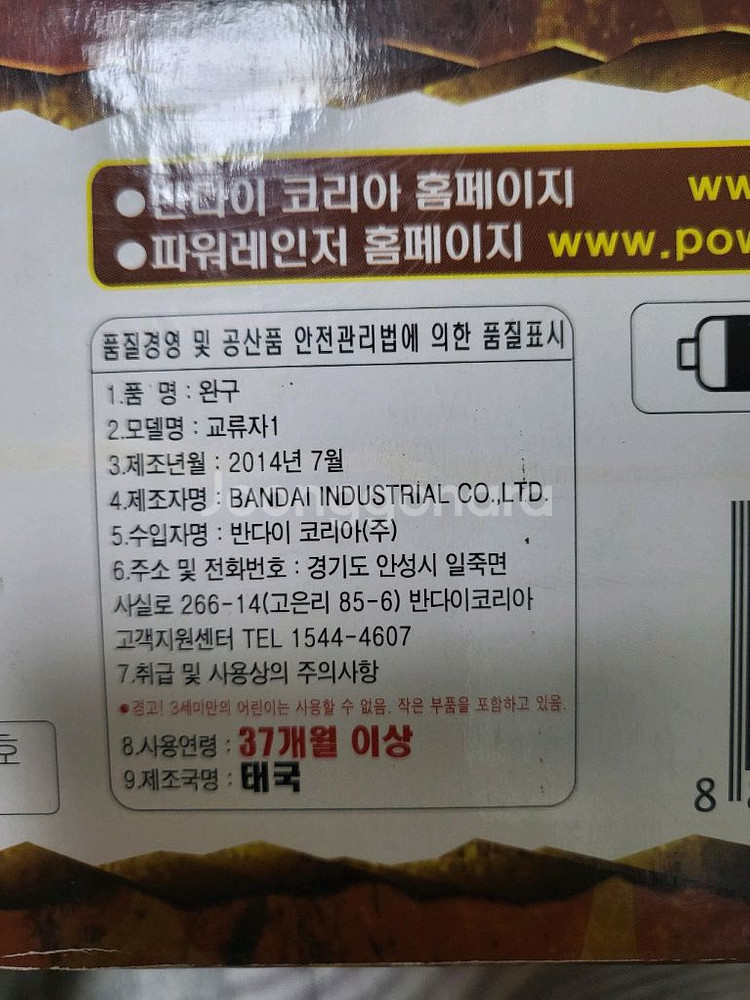 ●반다이 코리아 홈페이지 ww
●파워레인저 홈페이지 www.pow
품질경영 및 공산품 안전관리법에 의한 품질표시
1.품 명 : 완구
2.모델명 : 교류자1
3.제조년월 : 2014년 7월
4.제조자명 : BANDAI INDUSTRIAL CO.,LTD.
Joonggonara
5.수입자명 : 반다이 코리아(주)
6.주소 및 전화번호 : 경기도 안성시 일죽면
사실로 266-14(고은리 85-6) 반다이코리아
고객지원센터 TEL 1544-4607
7.취급 및 사용상의 주의사항
●경고! 3세미만의 어린이는 사용할 수 없음. 작은 부품을 포함하고 있음.
8.사용연령 : 37개월 이상
9.제조국명 : 태국
호
8